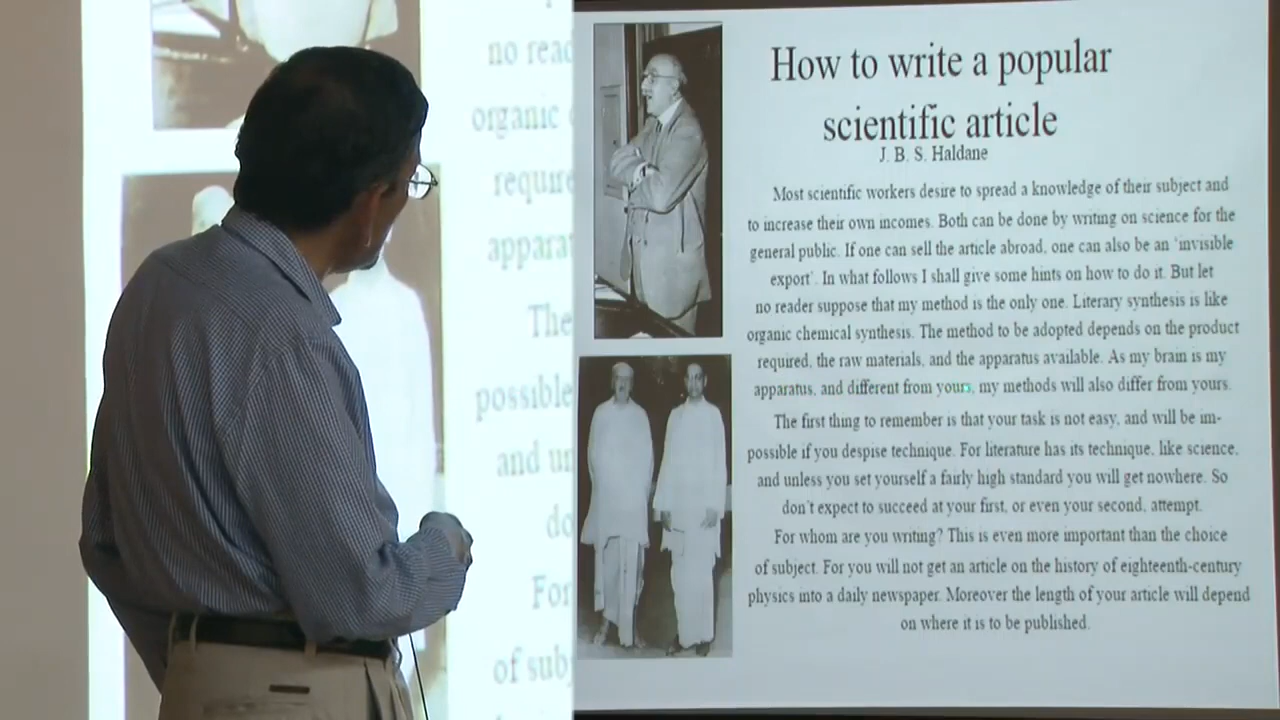 How to write a popular
scientific article
J. B. S. Haldane
Most scientific workers desire to spread a knowledge of their subject and
to increase their own incomes. Both can be done by writing on science for the
general public. If one can sell the article abroad, one can also be an ‘invisible
export’. In what follows I shall give some hints on how to do it. But let
no reader suppose that my method is the only one. Literary synthesis is like
organic chemical synthesis. The method to be adopted depends on the product
required, the raw materials, and the apparatus available. As my brain is my
apparatus, and different from yours, my methods will also differ from yours.
The first thing to remember is that your task is not easy, and will be im-
possible if you despise technique. For literature has its technique, like science,
and unless you set yourself a fairly high standard you will get nowhere. So
don’t expect to succeed at your first, or even your second, attempt.
For whom are you writing? This is even more important than the choice
of subject. For you will not get an article on the history of eighteenth-century
physics into a daily newspaper. Moreover the length of your article will depend
on where it is to be published.
no read
organic
require
apparat
The
possible
and un
do
For
of subj